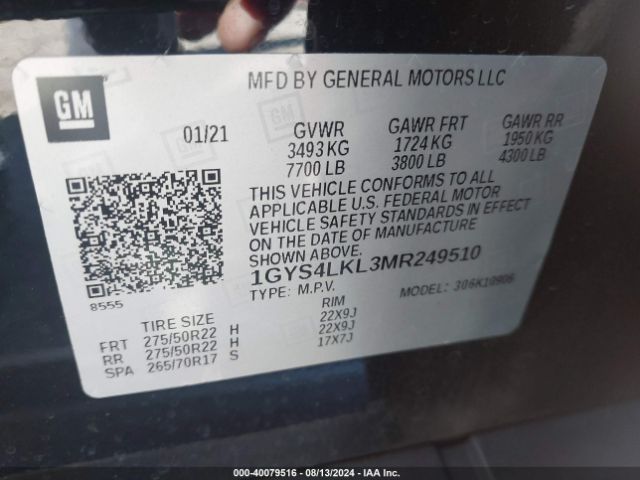 GM
MFD BY GENERAL MOTORS LLC
01/21 GVWR GAWR FRT GAWR RR
3493 KG 1724 KG 1950 KG
7700 LB 3800 LB 4300 LB
THIS VEHICLE CONFORMS TO ALL
APPLICABLE U.S. FEDERAL MOTOR
VEHICLE SAFETY STANDARDS IN EFFECT
ON THE DATE OF MANUFACTURE
SHOWN ABOVE.
1GYS4LKL3MR249510
TYPE: M.P.V. MODEL: 306K10906
8555
TIRE SIZE RIM
FRT 275/50R22 H 22X9J
RR 275/50R22 H 22X9J
SPA 265/70R17 S 17X7J
000-40079516 - 08/13/2024 - IAA Inc.